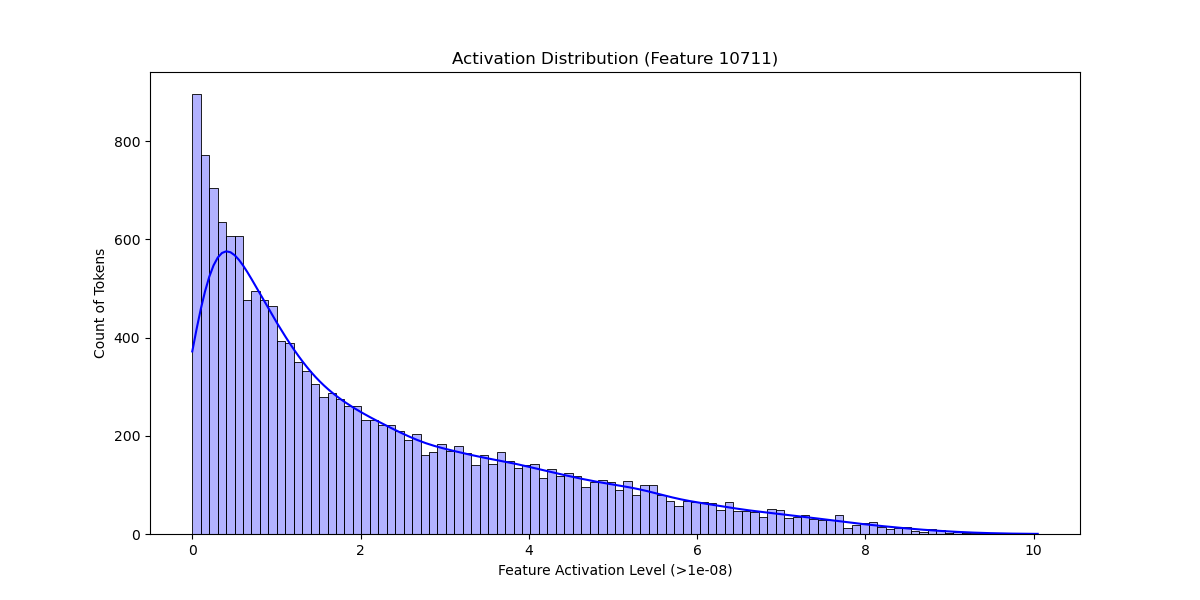 Activation Distribution (Feature 10711)
800
600
400
200
0
Count of Tokens
0 2 4 6 8 10
Feature Activation Level (>1e-08)